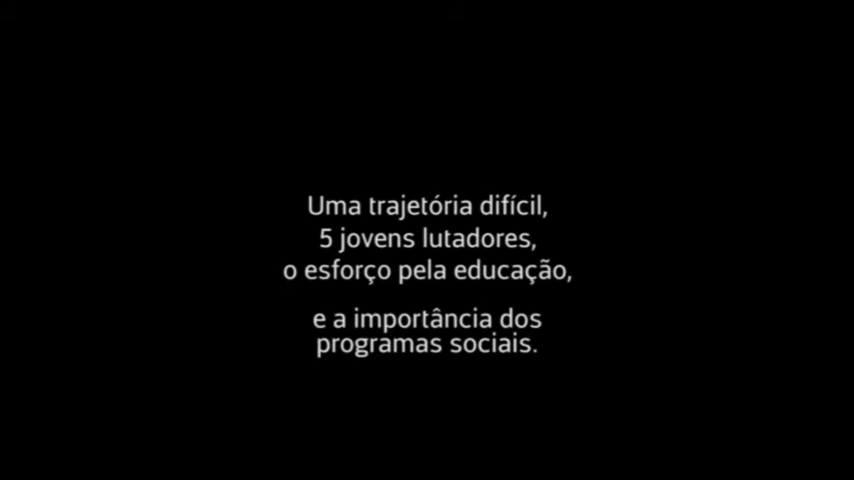 Uma trajetória difícil,
5 jovens lutadores,
o esforço pela educação,
e a importância dos
programas sociais.